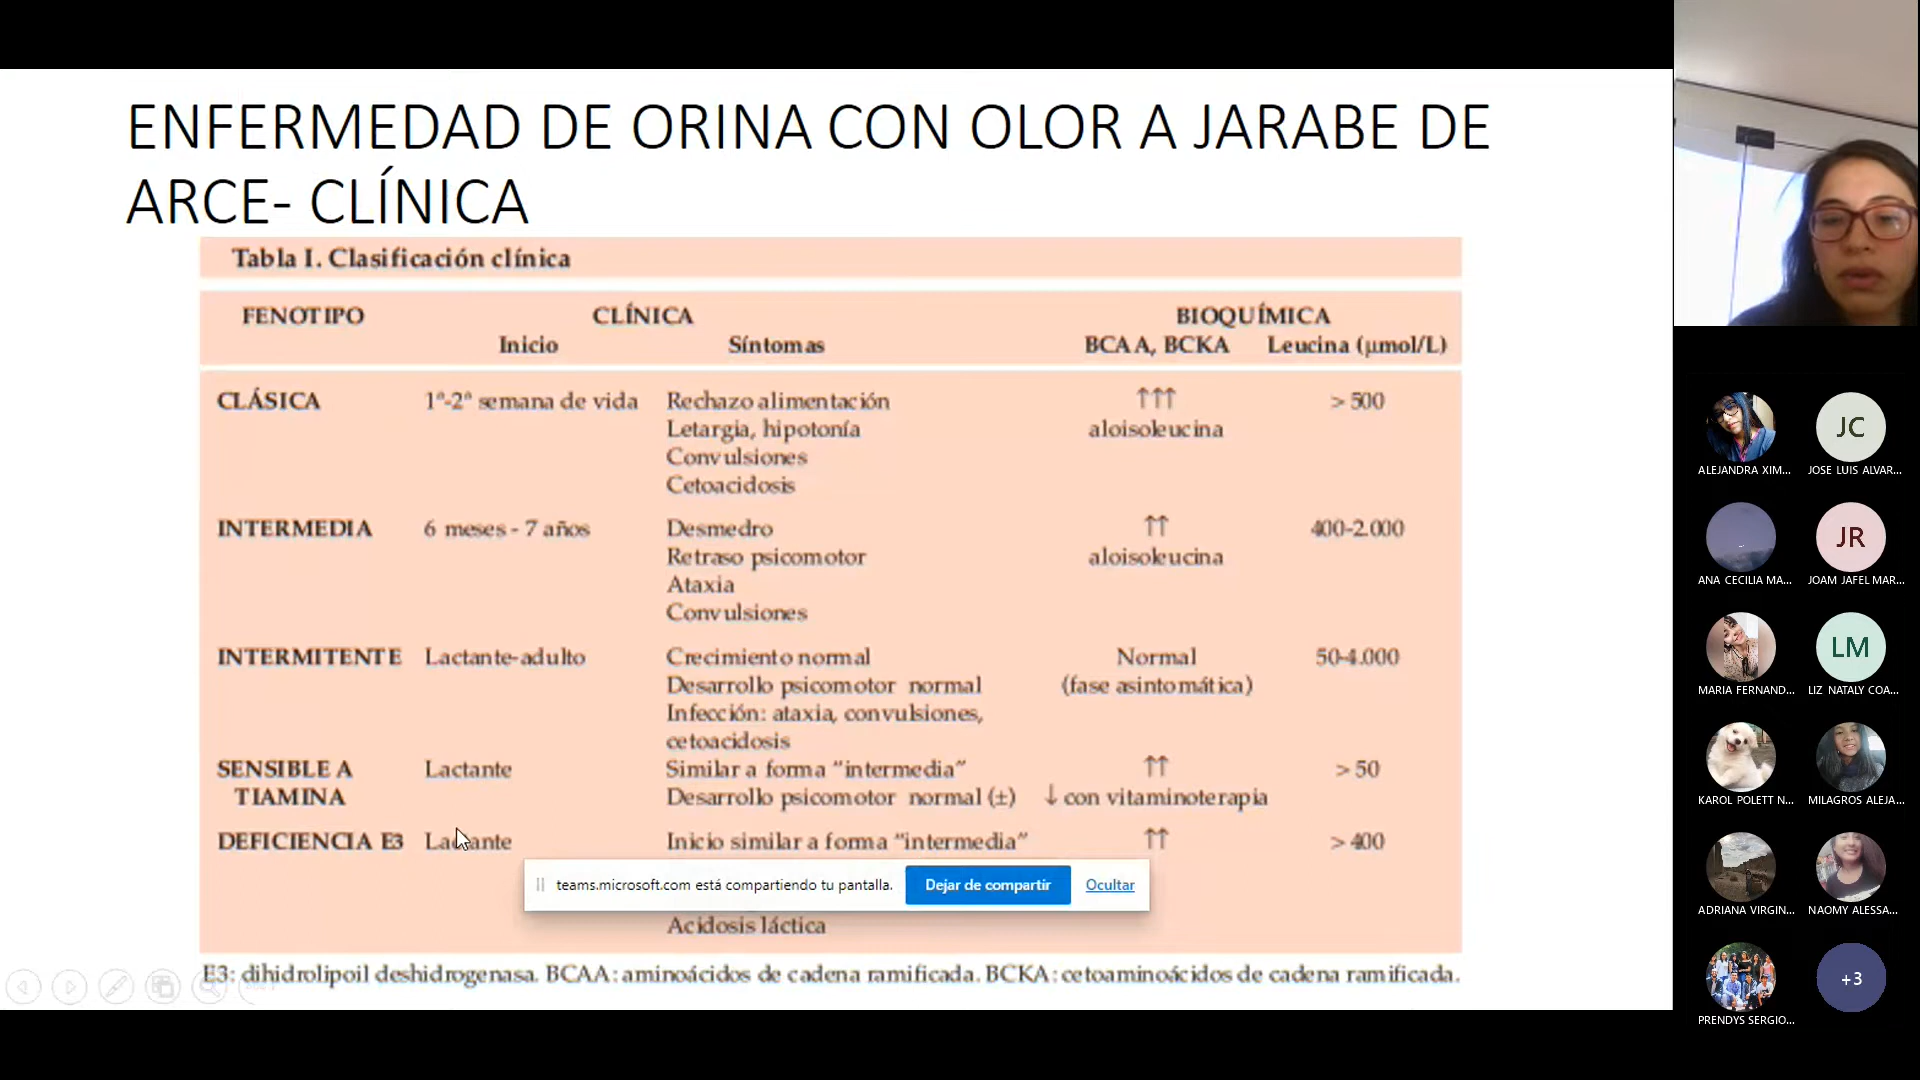 ENFERMEDAD DE ORINA CON OLOR A JARABE DE
ARCE- CLÍNICA
Tabla I. Clasificación clínica
FENOTIPO CLÍNICA BIOQUÍMICA
Inicio Síntomas BCAA, BCKA Leucina (μmol/L)
CLÁSICA 1ª-2ª semana de vida Rechazo alimentación ↑↑↑ > 500
Letargia, hipotonía aloisoleucina
Convulsiones
Cetoacidosis
INTERMEDIA 6 meses - 7 años Desmedro ↑↑ 400-2.000
Retraso psicomotor aloisoleucina
Ataxia
Convulsiones
INTERMITENTE Lactante-adulto Crecimiento normal Normal 50-4.000
Desarrollo psicomotor normal (fase asintomática)
Infección: ataxia, convulsiones,
cetoacidosis
SENSIBLE A Lactante Similar a forma “intermedia” ↑↑ > 50
TIAMINA Desarrollo psicomotor normal (±) ↓ con vitaminoterapia
DEFICIENCIA E3 Lactante Inicio similar a forma “intermedia” ↑↑ > 400
teams.microsoft.com está compartiendo tu pantalla. Dejar de compartir Ocultar
Acidosis láctica
E3: dihidrolipoil deshidrogenasa. BCAA: aminoácidos de cadena ramificada. BCKA: cetoaminoácidos de cadena ramificada.
JC
ALEJANDRA XIM... JOSE LUIS ALVAR...
JR
ANA CECILIA MA... JOAM JAFEL MAR...
LM
MARIA FERNAND... LIZ NATALY COA...
KAROL POLETT N... MILAGROS ALEJA...
ADRIANA VIRGIN... NAOMY ALESSA...
+3
PRENDYS SERGIO...